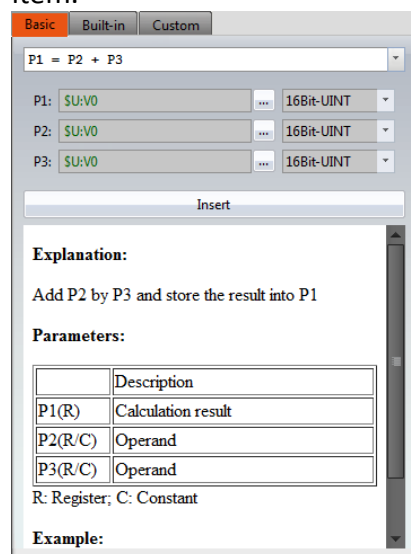 item.
Basic Built-in Custom
P1 = P2 + P3
P1: $U:V0 ... 16Bit-UINT
P2: $U:V0 ... 16Bit-UINT
P3: $U:V0 ... 16Bit-UINT
Insert
Explanation:
Add P2 by P3 and store the result into P1
Parameters:
Description
P1(R) Calculation result
P2(R/C) Operand
P3(R/C) Operand
R: Register; C: Constant
Example: